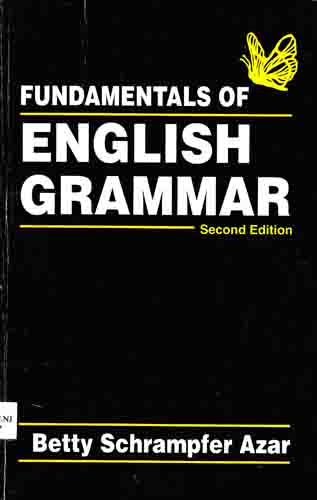 FUNDAMENTALS OF
ENGLISH
GRAMMAR
Second Edition
Betty Schrampfer Azar